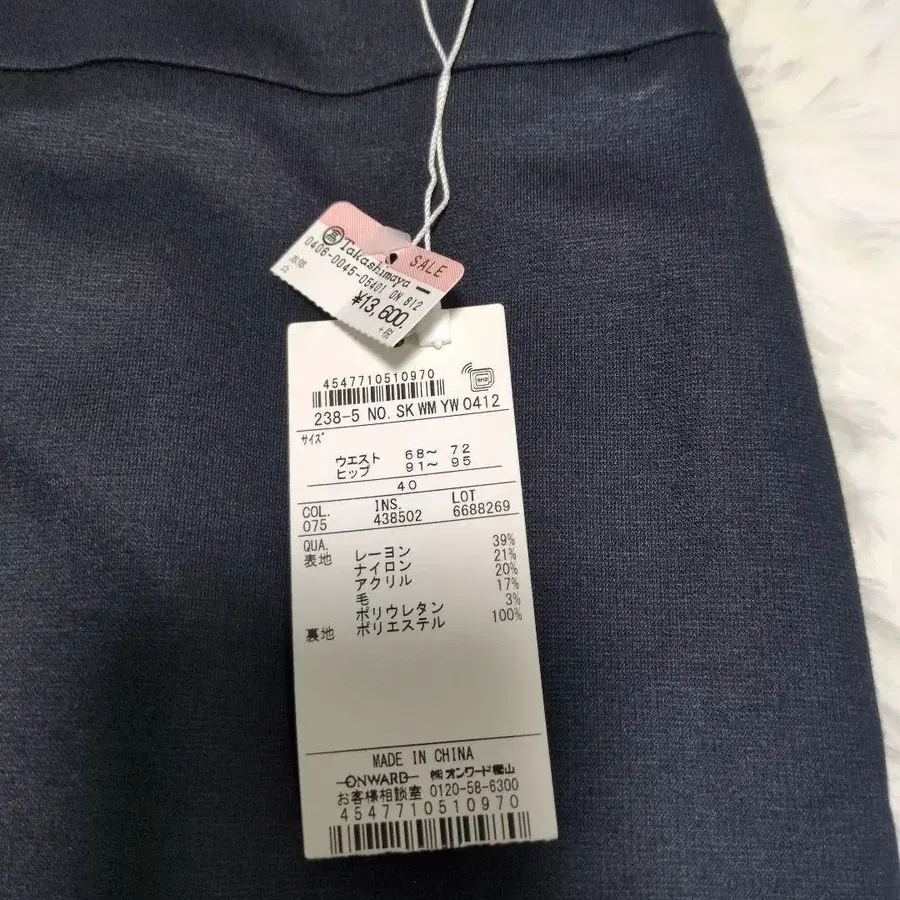 高 Takashimaya
SALE
0406-0045-05401 ON 812
¥13,600.
+税
4547710510970
RFID
238-5 NO. SK WM YW 0412
サイズ
ウエスト 68～ 72
ヒップ 91～ 95
40
COL. INS. LOT
075 438502 6688269
QUA.
表地 レーヨン 39%
ナイロン 21%
アクリル 20%
毛 17%
ポリウレタン 3%
裏地 ポリエステル 100%
MADE IN CHINA
ONWARD ㈱オンワード樫山
お客様相談室 0120-58-6300
4547710510970